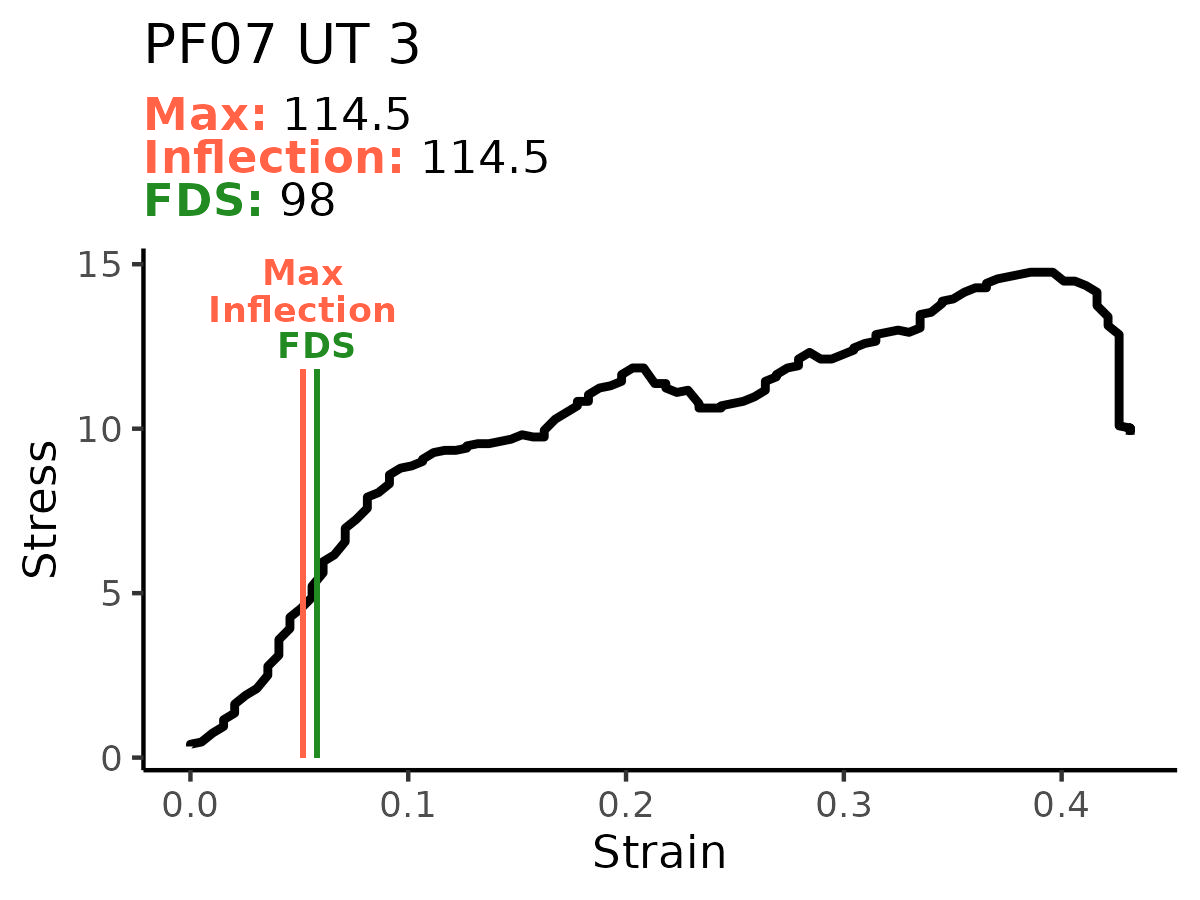 PF07 UT 3
Max: 114.5
Inflection: 114.5
FDS: 98
Max
Inflection
FDS
15
10
5
0
Stress
0.0 0.1 0.2 0.3 0.4
Strain